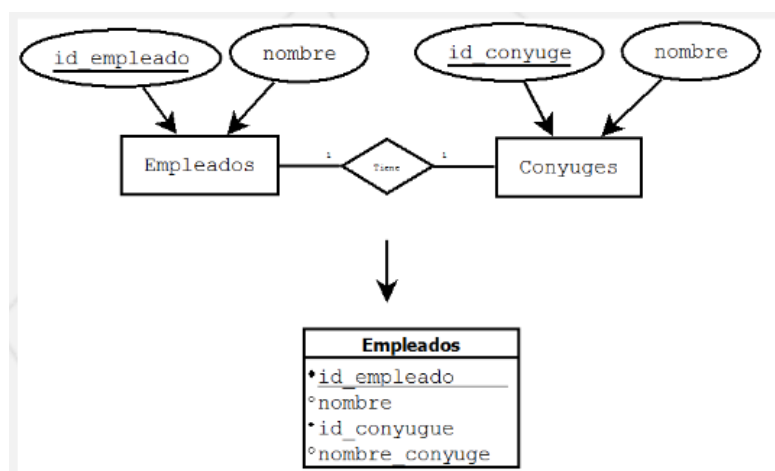 id_empleado
nombre
id_conyuge
nombre
Empleados
1
Tiene
1
Conyuges
Empleados
id_empleado
nombre
id_conyugue
nombre_conyuge